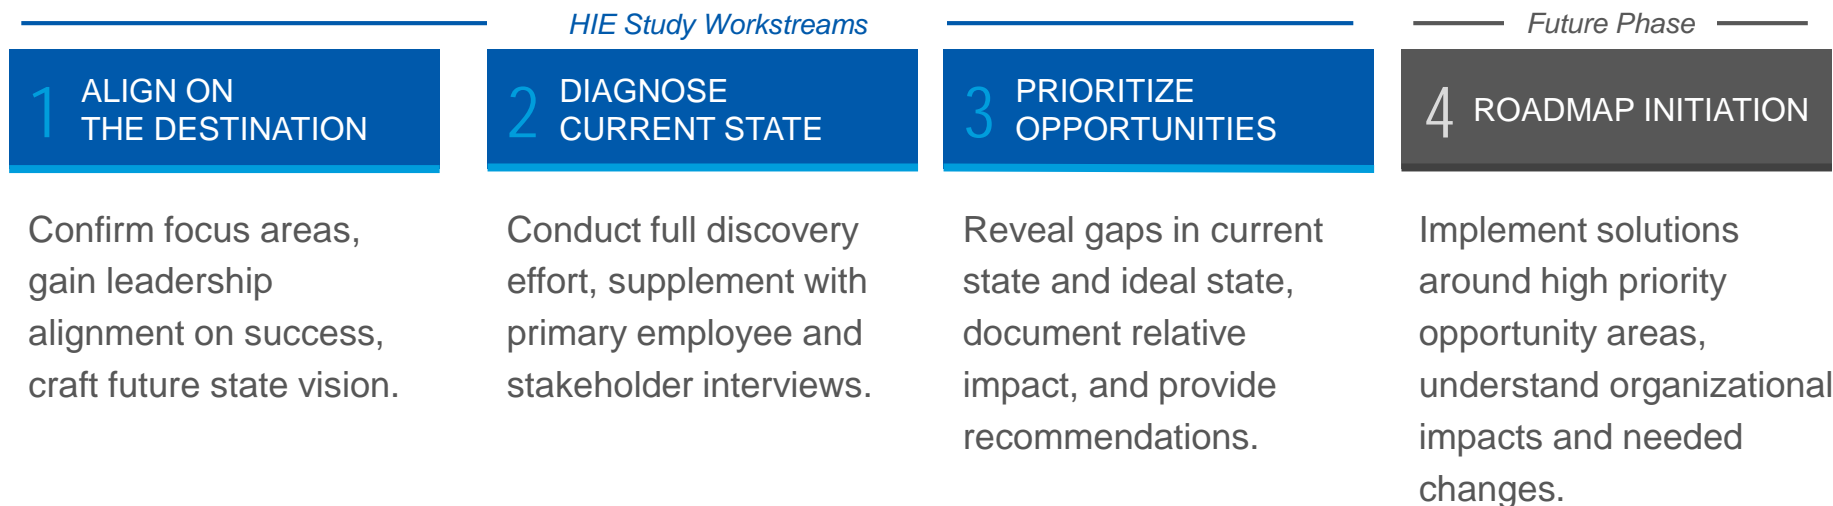 HIE Study Workstreams
Future Phase
1 ALIGN ON
THE DESTINATION
Confirm focus areas,
gain leadership
alignment on success,
craft future state vision.
2 DIAGNOSE
CURRENT STATE
Conduct full discovery
effort, supplement with
primary employee and
stakeholder interviews.
3 PRIORITIZE
OPPORTUNITIES
Reveal gaps in current
state and ideal state,
document relative
impact, and provide
recommendations.
4 ROADMAP INITIATION
Implement solutions
around high priority
opportunity areas,
understand organizational
impacts and needed
changes.